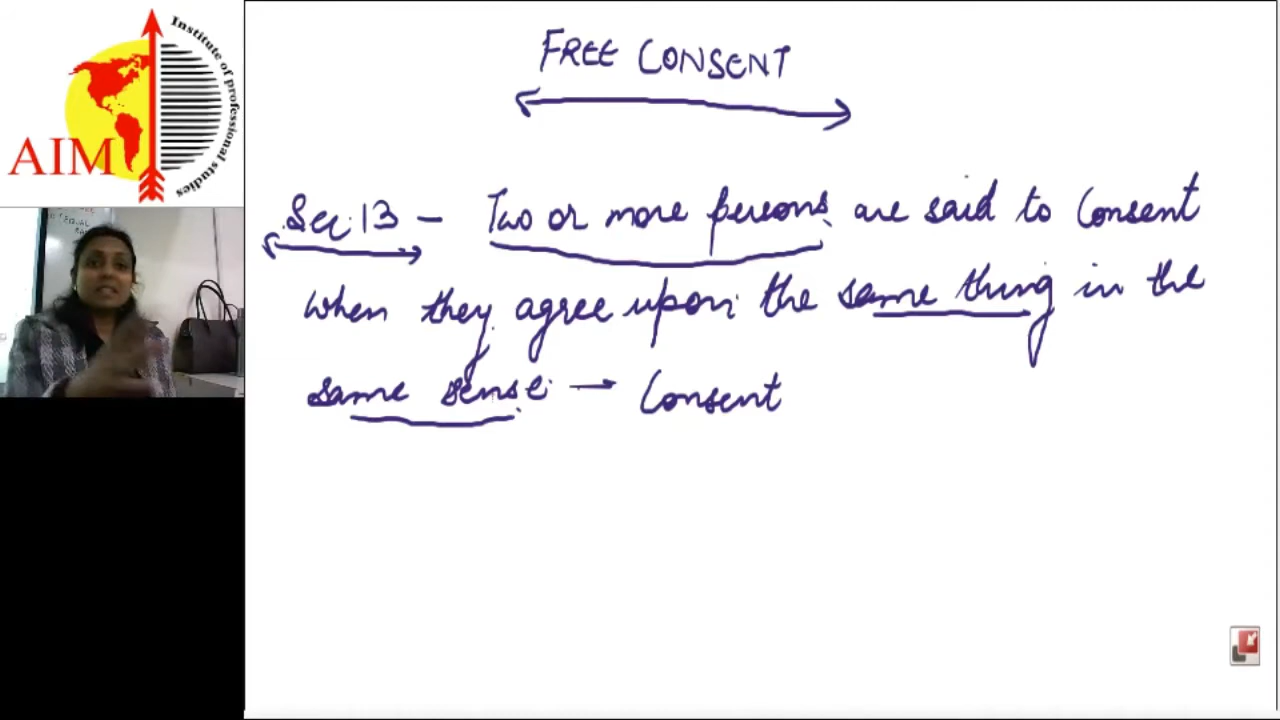 FREE CONSENT
Sec 13 – Two or more persons are said to Consent
when they agree upon the same thing in the
same sense → Consent
AIM
Institute of professional studies
EQUAL